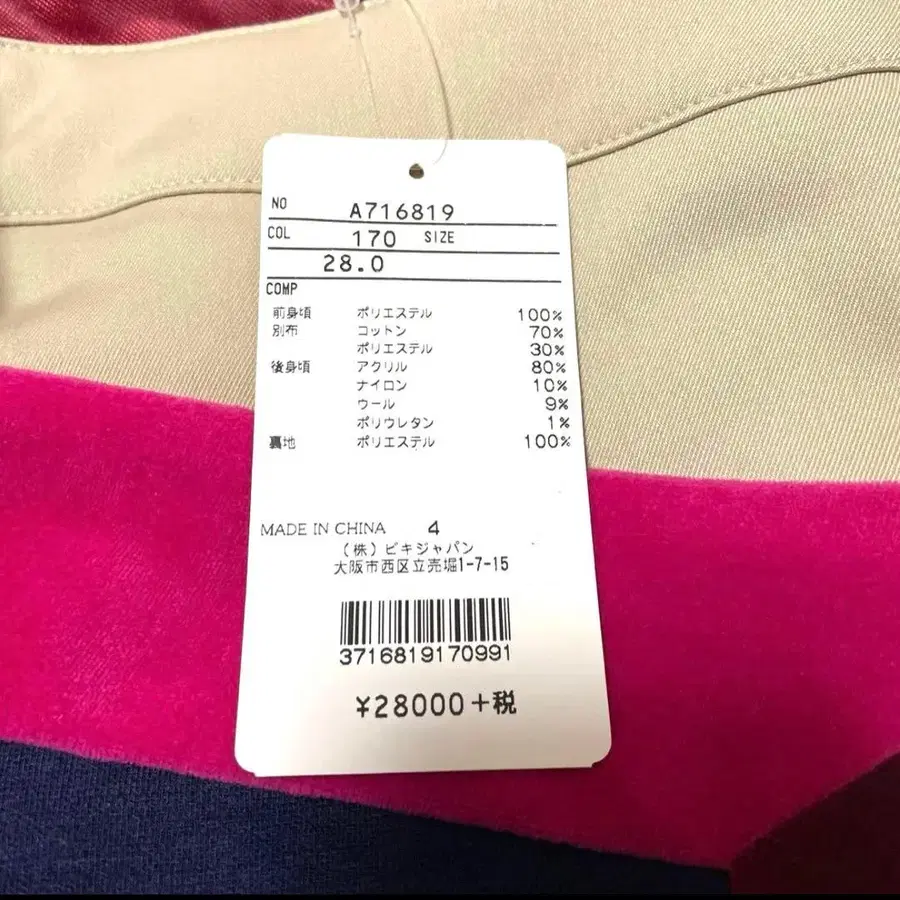 NO A716819
COL 170 SIZE
28.0
COMP
前身頃 ポリエステル 100%
別布 コットン 70%
ポリエステル 30%
後身頃 アクリル 80%
ナイロン 10%
ウール 9%
ポリウレタン 1%
裏地 ポリエステル 100%
MADE IN CHINA 4
(株)ビキジャパン
大阪市西区立売堀1-7-15
3716819170991
¥28000+税